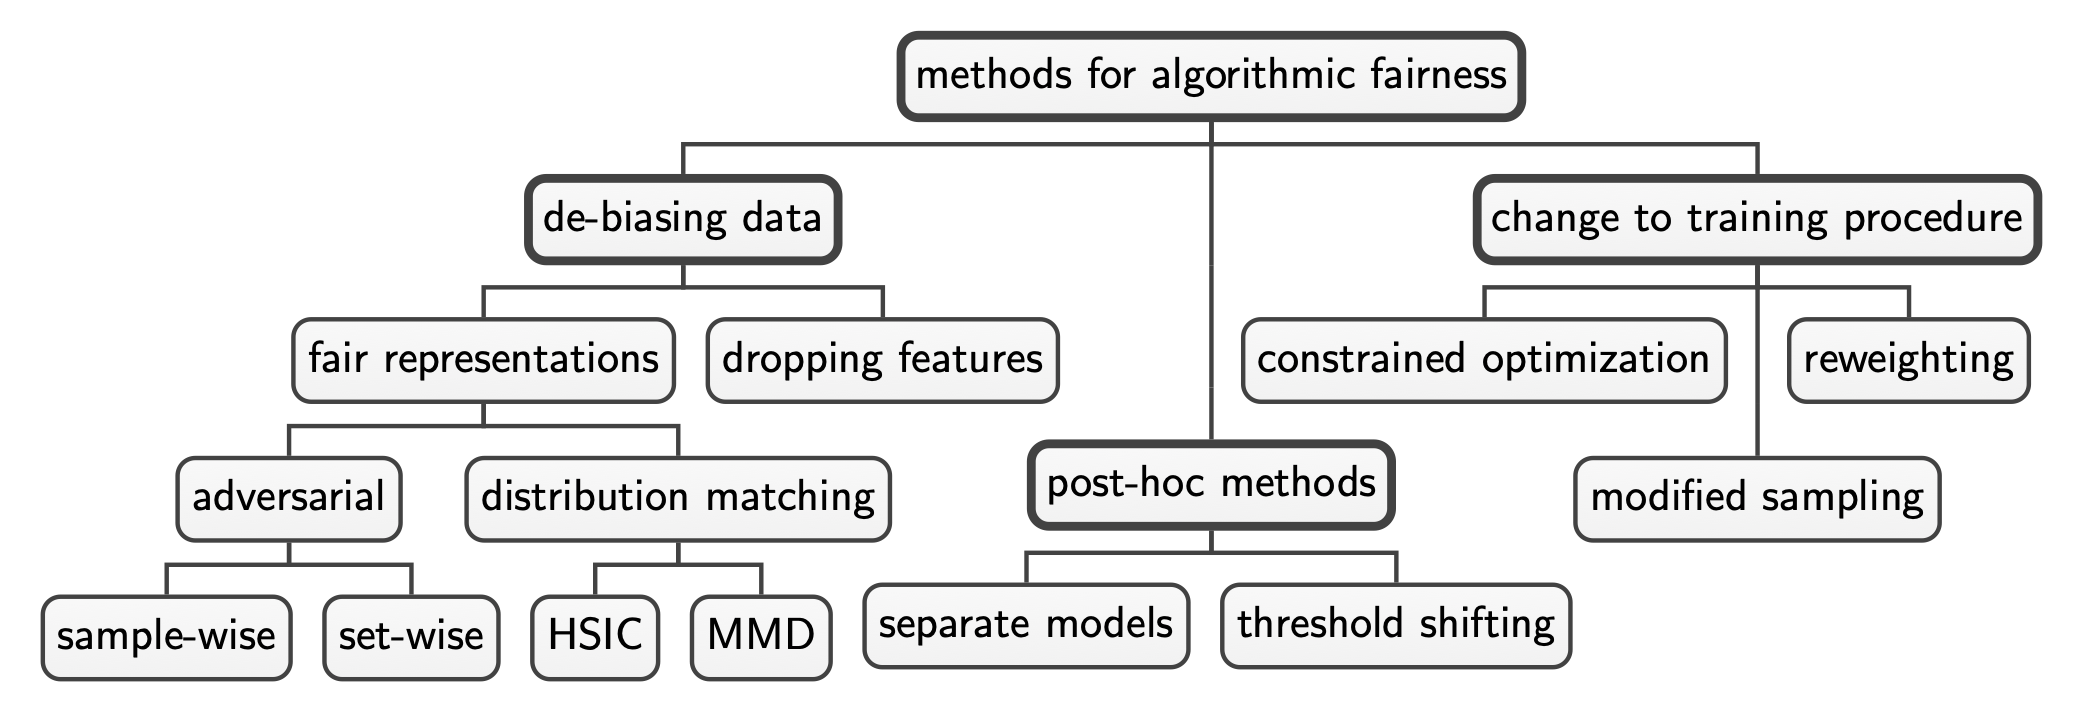 methods for algorithmic fairness
de-biasing data
change to training procedure
fair representations
dropping features
constrained optimization
reweighting
adversarial
distribution matching
post-hoc methods
modified sampling
sample-wise
set-wise
HSIC
MMD
separate models
threshold shifting